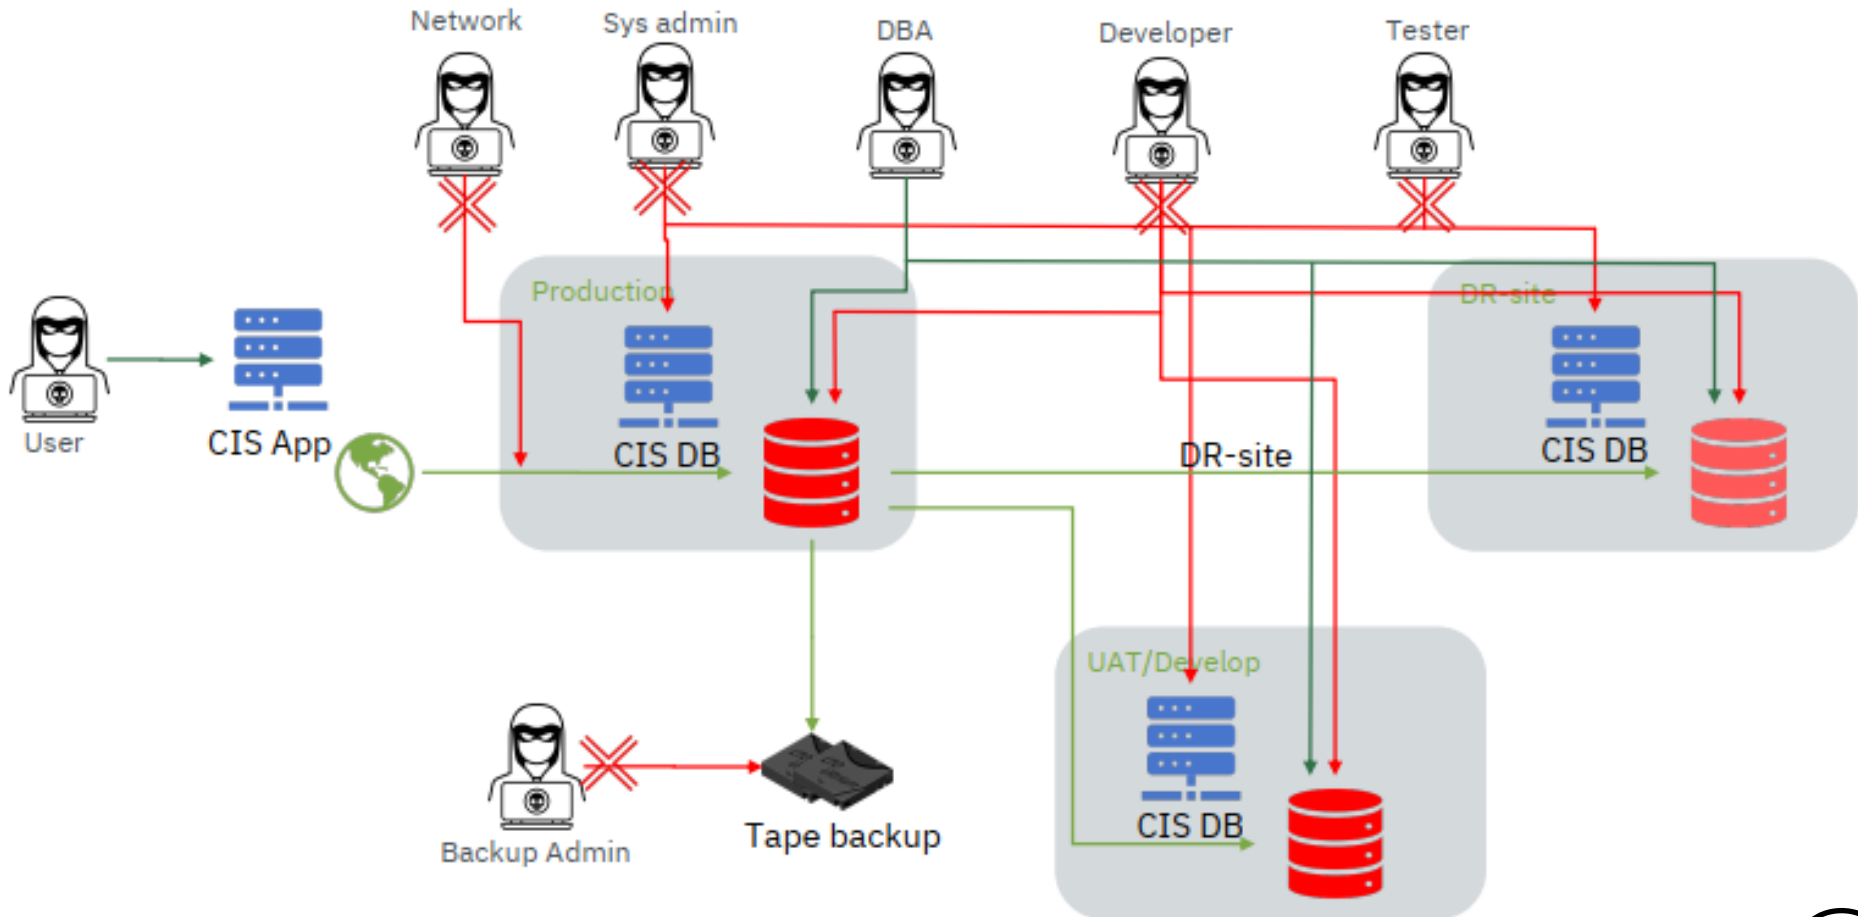 Network
Sys admin
DBA
Developer
Tester
Production
DR-site
User
CIS App
CIS DB
DR-site
CIS DB
UAT/Develop
CIS DB
Backup Admin
Tape backup